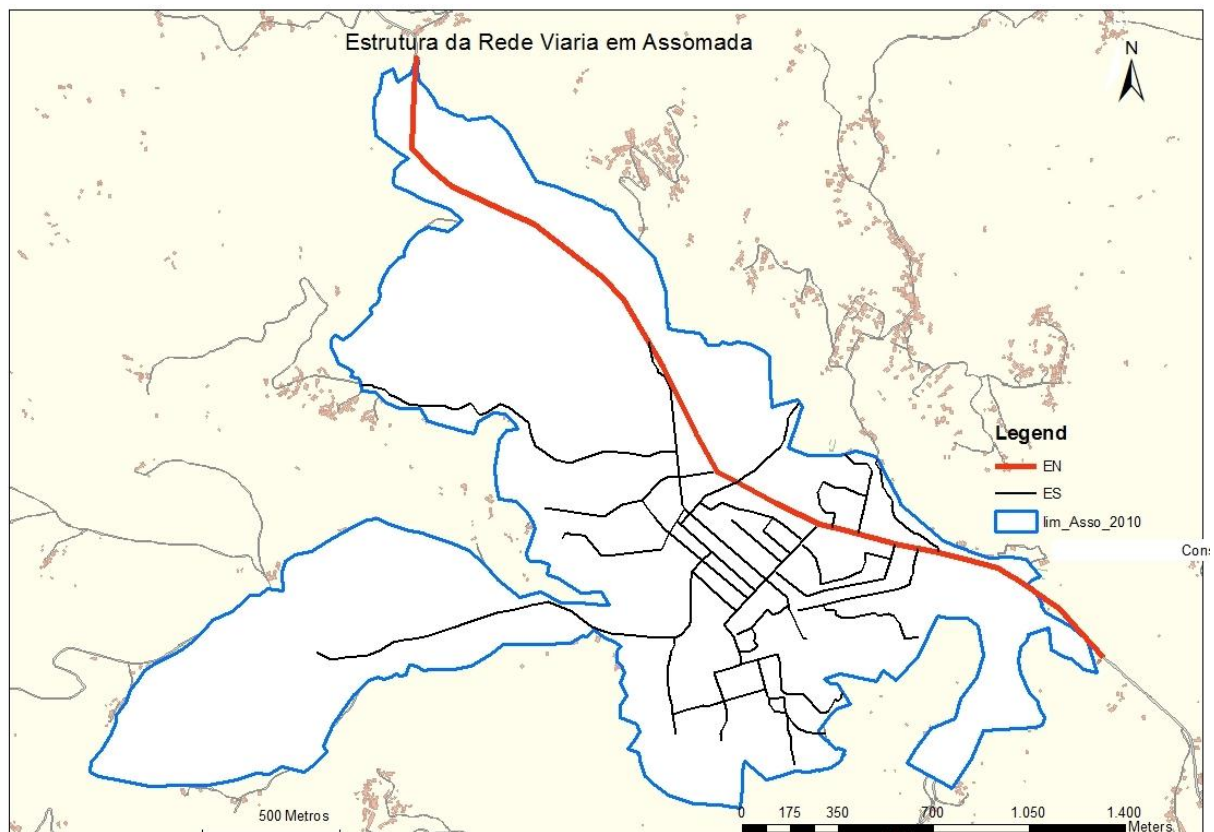 Estrutura da Rede Viaria em Assomada
N
Legend
EN
ES
lim_Asso_2010
Cons
500 Metros
0 175 350 700 1.050 1.400
Meters